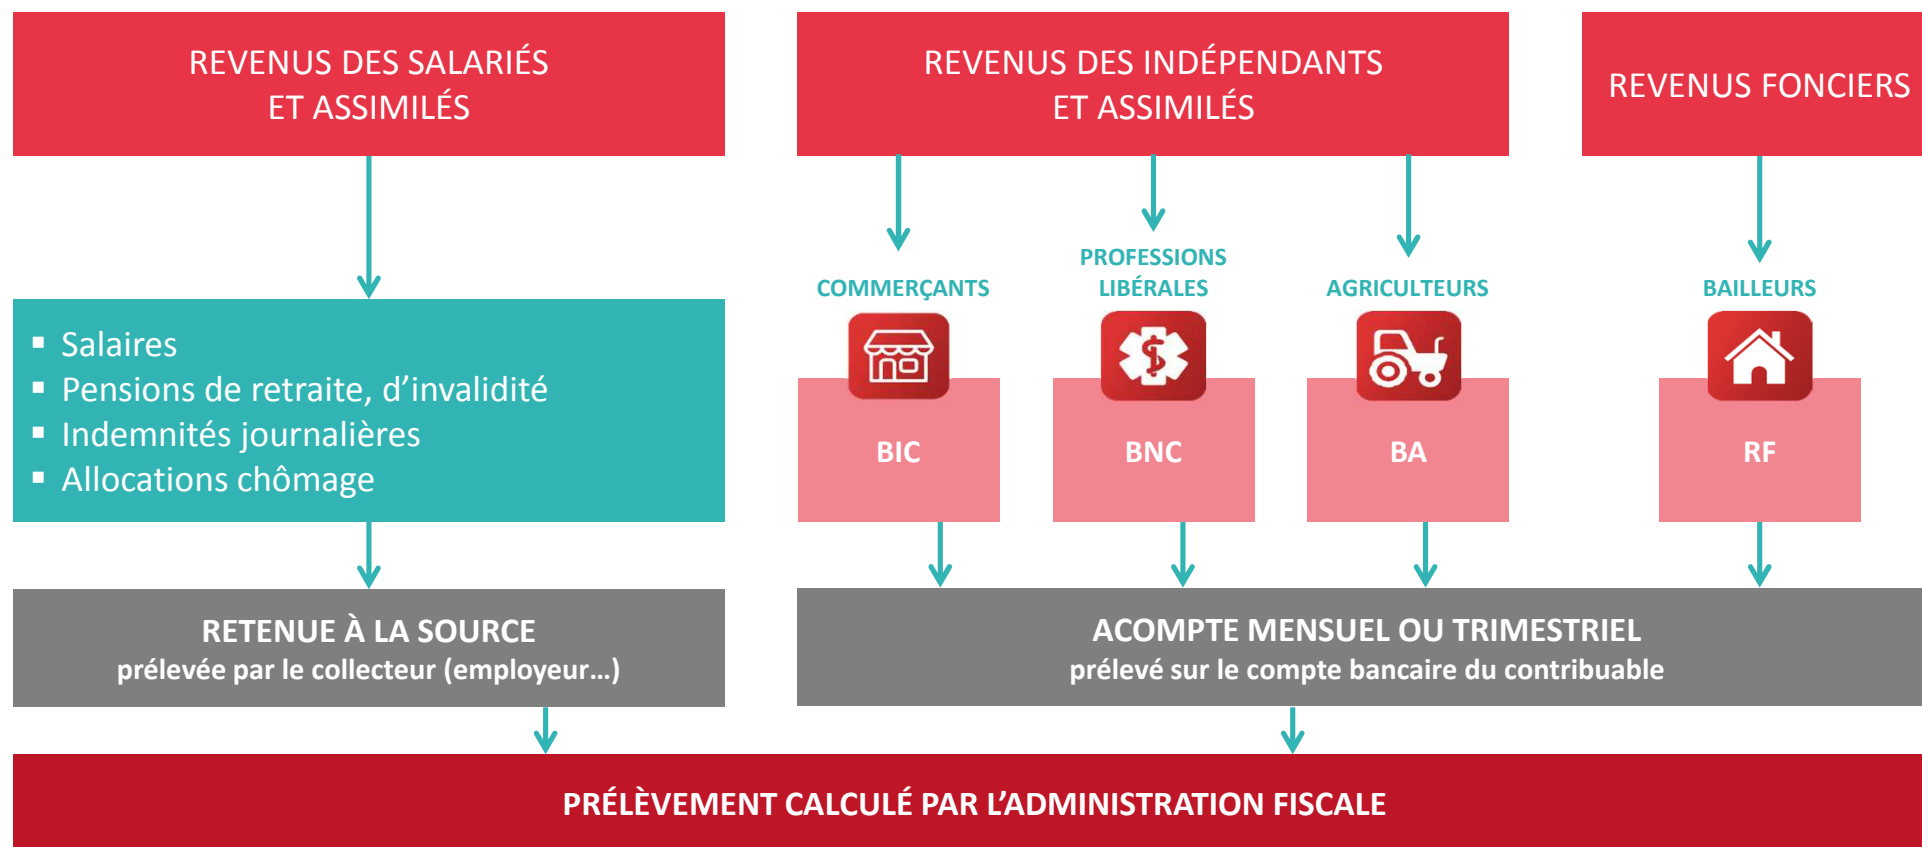 REVENUS DES SALARIÉS
ET ASSIMILÉS
REVENUS DES INDÉPENDANTS
ET ASSIMILÉS
REVENUS FONCIERS
▪ Salaires
▪ Pensions de retraite, d’invalidité
▪ Indemnités journalières
▪ Allocations chômage
COMMERÇANTS
PROFESSIONS
LIBÉRALES
AGRICULTEURS
BAILLEURS
BIC
BNC
BA
RF
RETENUE À LA SOURCE
prélevée par le collecteur (employeur…)
ACOMPTE MENSUEL OU TRIMESTRIEL
prélevé sur le compte bancaire du contribuable
PRÉLÈVEMENT CALCULÉ PAR L’ADMINISTRATION FISCALE